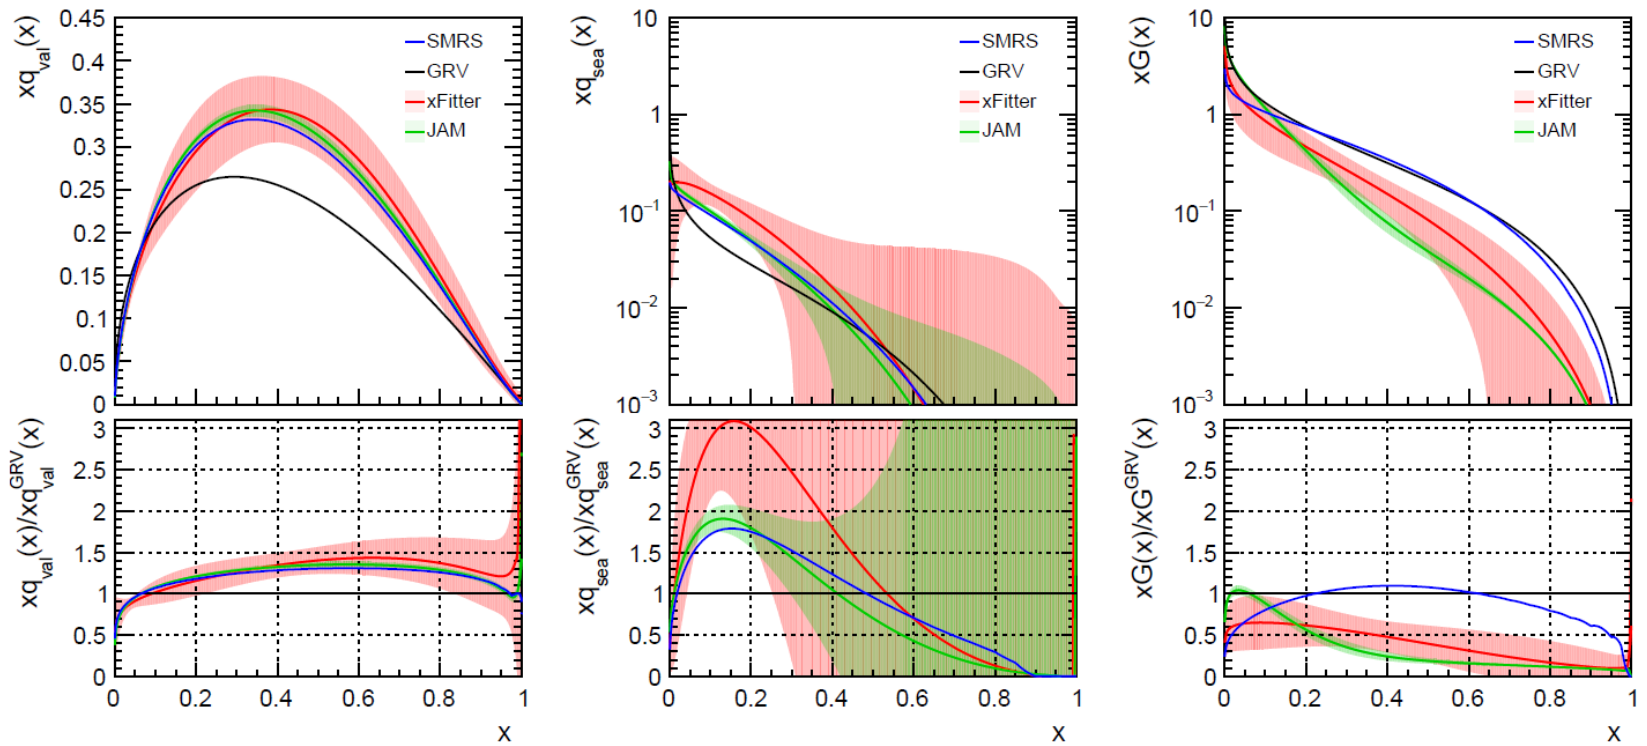 xq_val(x)
0.45
0.4
0.35
0.3
0.25
0.2
0.15
0.1
0.05
0
SMRS
GRV
xFitter
JAM
xq_sea(x)
10
1
10⁻¹
10⁻²
10⁻³
SMRS
GRV
xFitter
JAM
xG(x)
10
1
10⁻¹
10⁻²
10⁻³
SMRS
GRV
xFitter
JAM
xq_val(x)/xq_val^GRV(x)
3
2.5
2
1.5
1
0.5
0
0 0.2 0.4 0.6 0.8 1
x
xq_sea(x)/xq_sea^GRV(x)
3
2.5
2
1.5
1
0.5
0
0 0.2 0.4 0.6 0.8 1
x
xG(x)/xG^GRV(x)
3
2.5
2
1.5
1
0.5
0
0 0.2 0.4 0.6 0.8 1
x